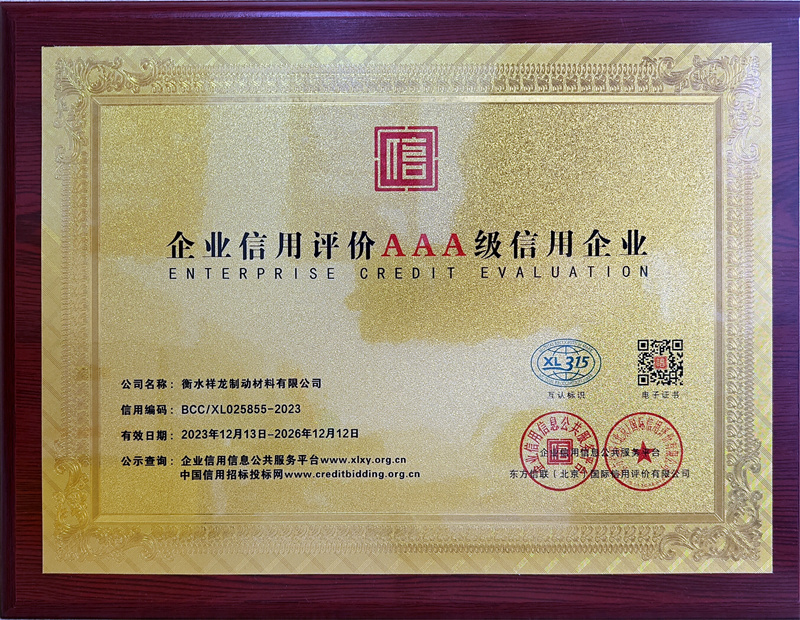 信
企业信用评价AAA级信用企业
ENTERPRISE CREDIT EVALUATION
公司名称：衡水祥龙制动材料有限公司
信用编码：BCC/XL025855-2023
有效日期：2023年12月13日-2026年12月12日
公示查询：企业信用信息公共服务平台www.xlxy.org.cn
中国信用招标投标网www.creditbidding.org.cn
XL 315
互认标识
电子证书
企业信用信息公共服务平台
东方信联（北京）国际信用评价有限公司